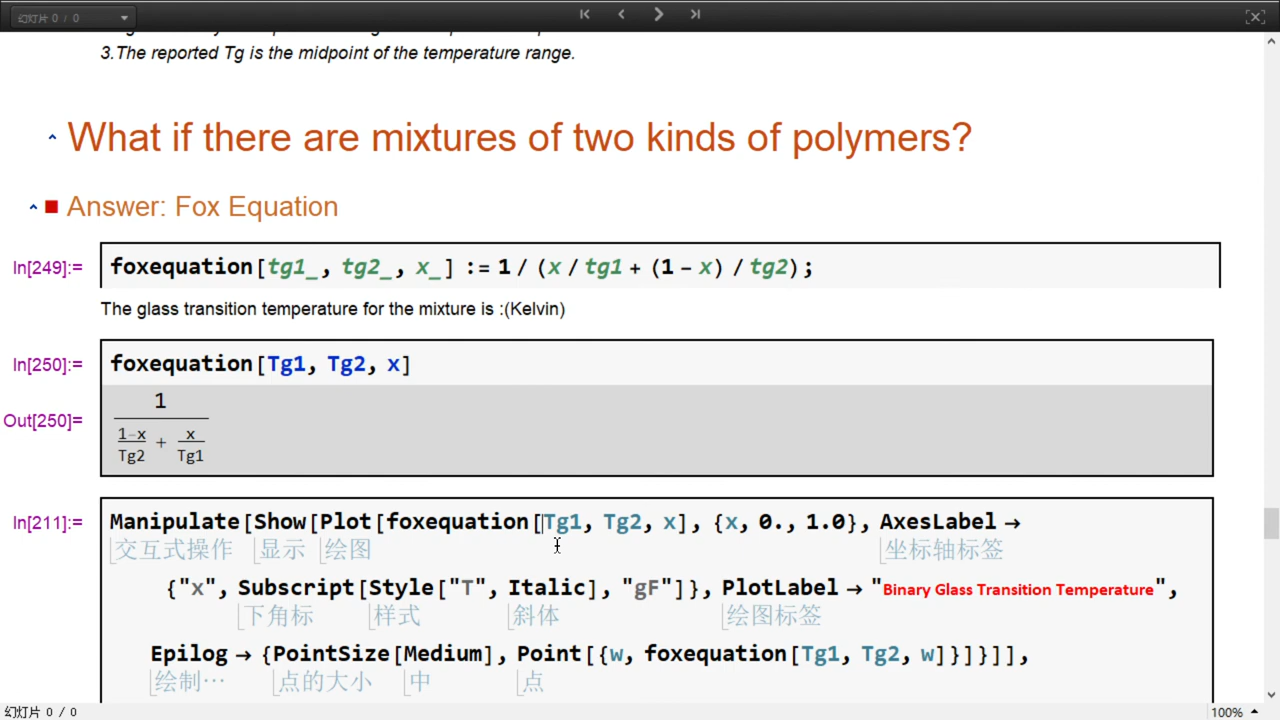 幻灯片 0 / 0
3.The reported Tg is the midpoint of the temperature range.
What if there are mixtures of two kinds of polymers?
Answer: Fox Equation
In[249]:= foxequation[tg1_, tg2_, x_] := 1 / (x / tg1 + (1 - x) / tg2);
The glass transition temperature for the mixture is :(Kelvin)
In[250]:= foxequation[Tg1, Tg2, x]
1
Out[250]=
1-x + x
Tg2 Tg1
In[211]:= Manipulate[Show[Plot[foxequation[Tg1, Tg2, x], {x, 0., 1.0}, AxesLabel →
交互式操作 显示 绘图 坐标轴标签
{"x", Subscript[Style["T", Italic], "gF"]}, PlotLabel → "Binary Glass Transition Temperature",
下角标 样式 斜体 绘图标签
Epilog → {PointSize[Medium], Point[{w, foxequation[Tg1, Tg2, w]}]}]],
绘制⋯ 点的大小 中 点
幻灯片 0 / 0 100%